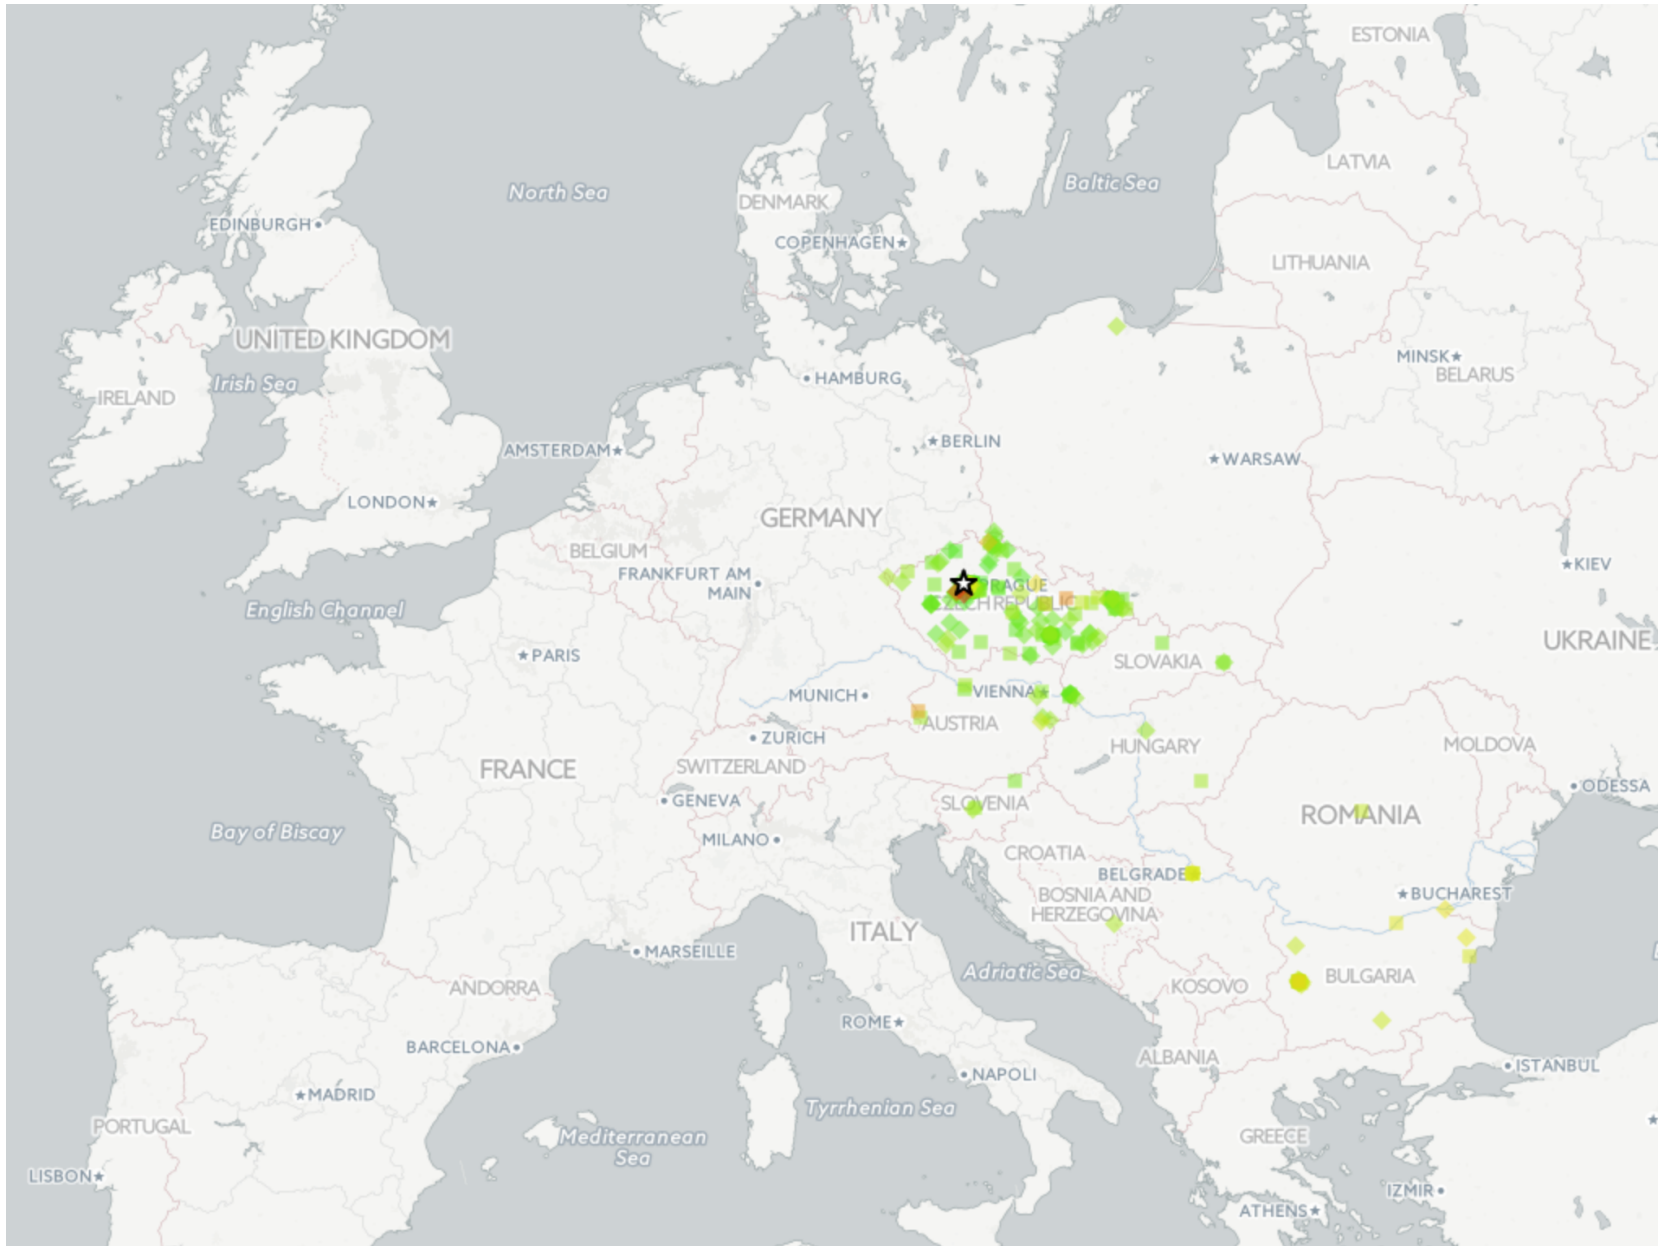 ESTONIA
LATVIA
North Sea
Baltic Sea
DENMARK
EDINBURGH
COPENHAGEN
LITHUANIA
UNITED KINGDOM
MINSK
BELARUS
HAMBURG
Irish Sea
IRELAND
BERLIN
AMSTERDAM
WARSAW
LONDON
GERMANY
BELGIUM
KIEV
FRANKFURT AM
MAIN
PRAGUE
CZECH REPUBLIC
English Channel
UKRAINE
PARIS
SLOVAKIA
MUNICH
VIENNA
AUSTRIA
ZURICH
HUNGARY
MOLDOVA
FRANCE
SWITZERLAND
ODESSA
GENEVA
SLOVENIA
ROMANIA
Bay of Biscay
MILANO
CROATIA
BELGRADE
BOSNIA AND
HERZEGOVINA
BUCHAREST
ITALY
MARSEILLE
Adriatic Sea
BULGARIA
ANDORRA
KOSOVO
ROME
BARCELONA
ALBANIA
ISTANBUL
NAPOLI
MADRID
Tyrrhenian Sea
PORTUGAL
Mediterranean
Sea
GREECE
LISBON
IZMIR
ATHENS